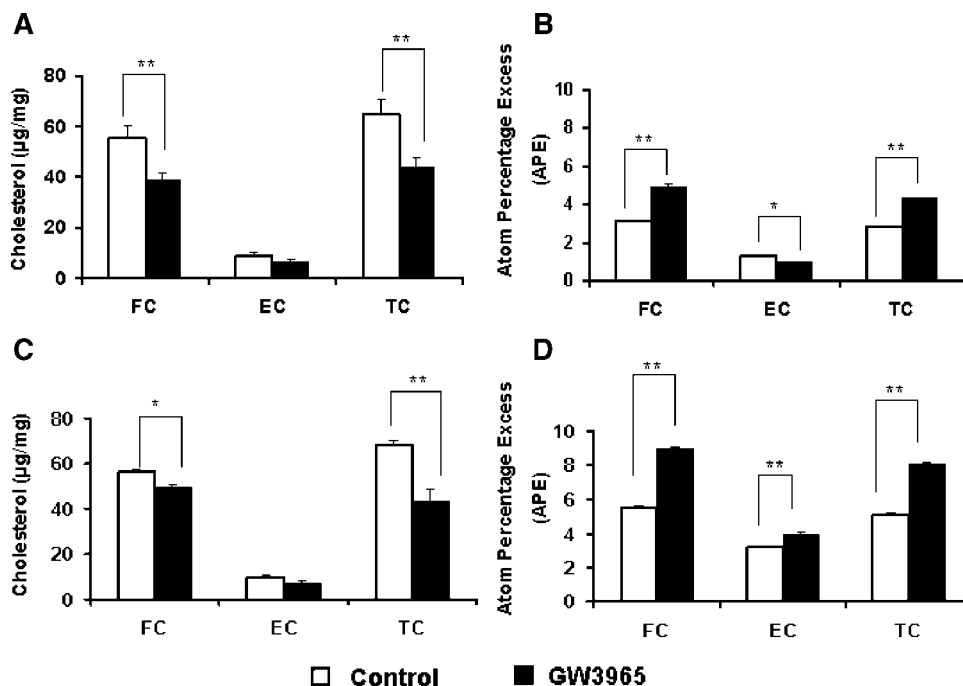 A
Cholesterol (µg/mg)
80
60
40
20
0
**
**
FC
EC
TC
B
Atom Percentage Excess
(APE)
10
8
6
4
2
0
**
*
**
FC
EC
TC
C
Cholesterol (µg/mg)
80
60
40
20
0
*
**
FC
EC
TC
D
Atom Percentage Excess
(APE)
10
8
6
4
2
0
**
**
**
FC
EC
TC
Control
GW3965